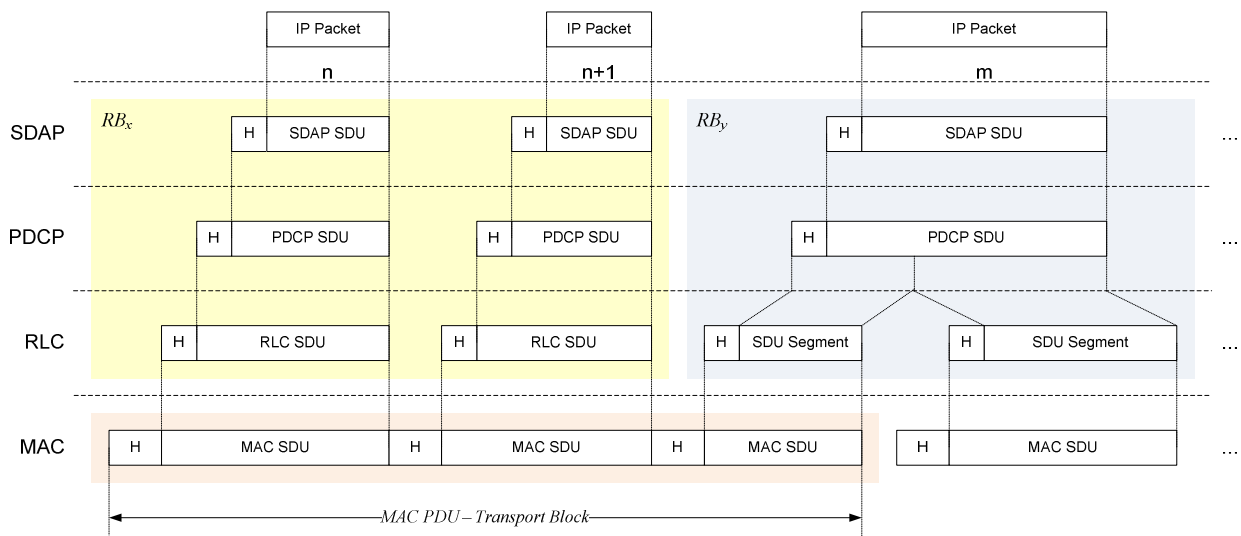 IP Packet IP Packet IP Packet
n n+1 m
RBx RBy
SDAP H SDAP SDU H SDAP SDU H SDAP SDU ...
PDCP H PDCP SDU H PDCP SDU H PDCP SDU ...
RLC H RLC SDU H RLC SDU H SDU Segment H SDU Segment ...
MAC H MAC SDU H MAC SDU H MAC SDU H MAC SDU ...
MAC PDU – Transport Block